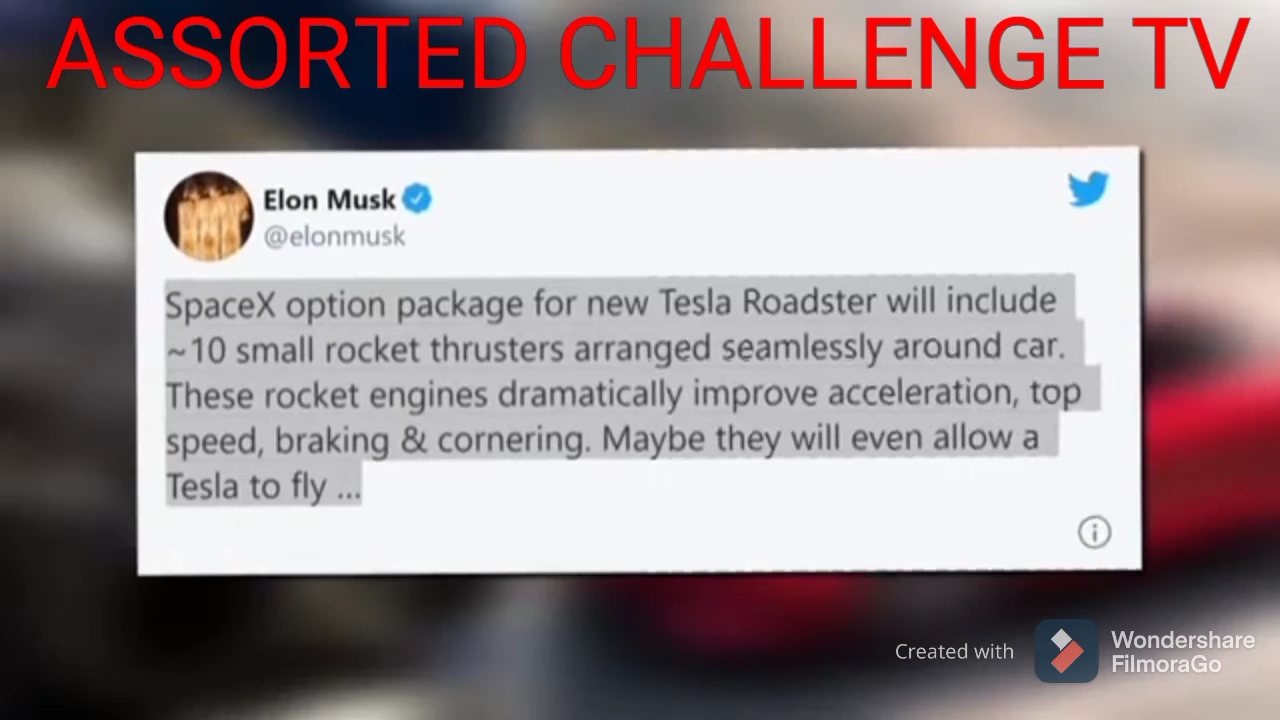 ASSORTED CHALLENGE TV
Elon Musk
@elonmusk
SpaceX option package for new Tesla Roadster will include
~10 small rocket thrusters arranged seamlessly around car.
These rocket engines dramatically improve acceleration, top
speed, braking & cornering. Maybe they will even allow a
Tesla to fly ...
Created with
Wondershare
FilmoraGo